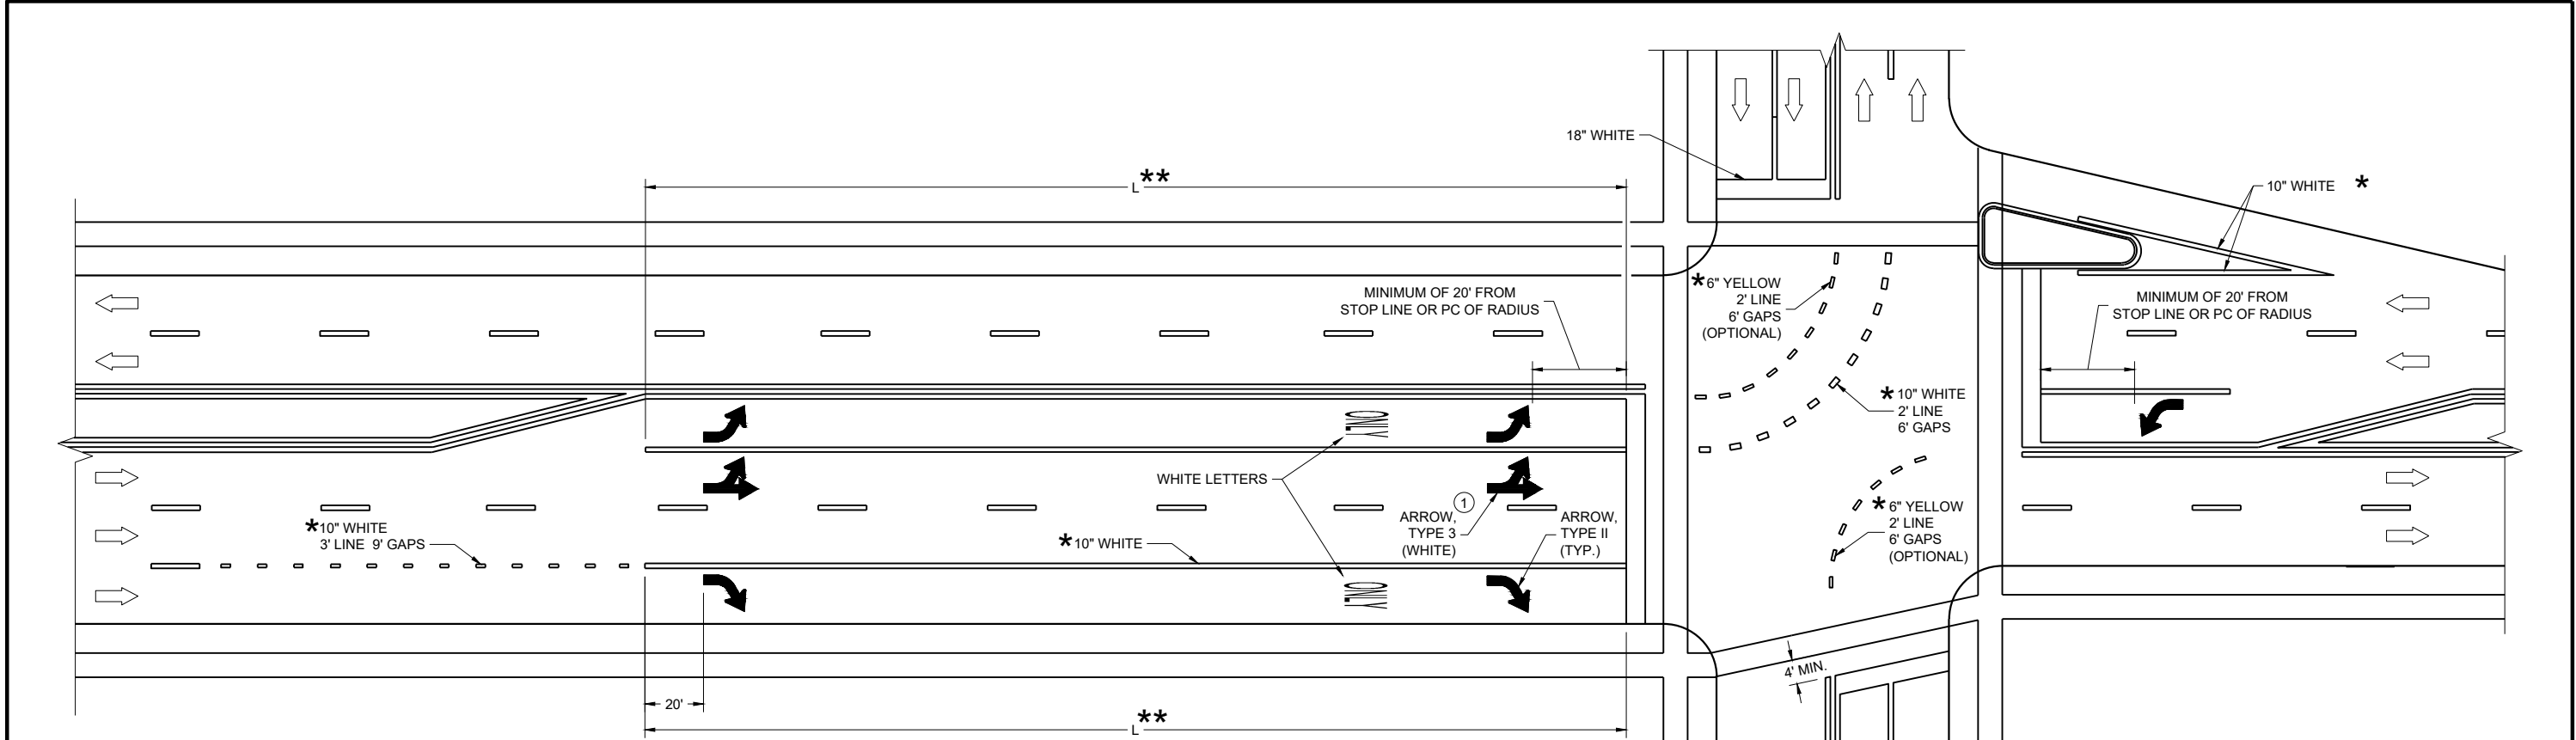 18" WHITE
L**
10" WHITE *
MINIMUM OF 20' FROM
STOP LINE OR PC OF RADIUS
*6" YELLOW
2' LINE
6' GAPS
(OPTIONAL)
MINIMUM OF 20' FROM
STOP LINE OR PC OF RADIUS
*10" WHITE
2' LINE
6' GAPS
ONLY
WHITE LETTERS
1
ARROW,
TYPE 3
(WHITE)
ARROW,
TYPE II
(TYP.)
*6" YELLOW
2' LINE
6' GAPS
(OPTIONAL)
*10" WHITE
3' LINE 9' GAPS
*10" WHITE
ONLY
4' MIN.
20'
L**